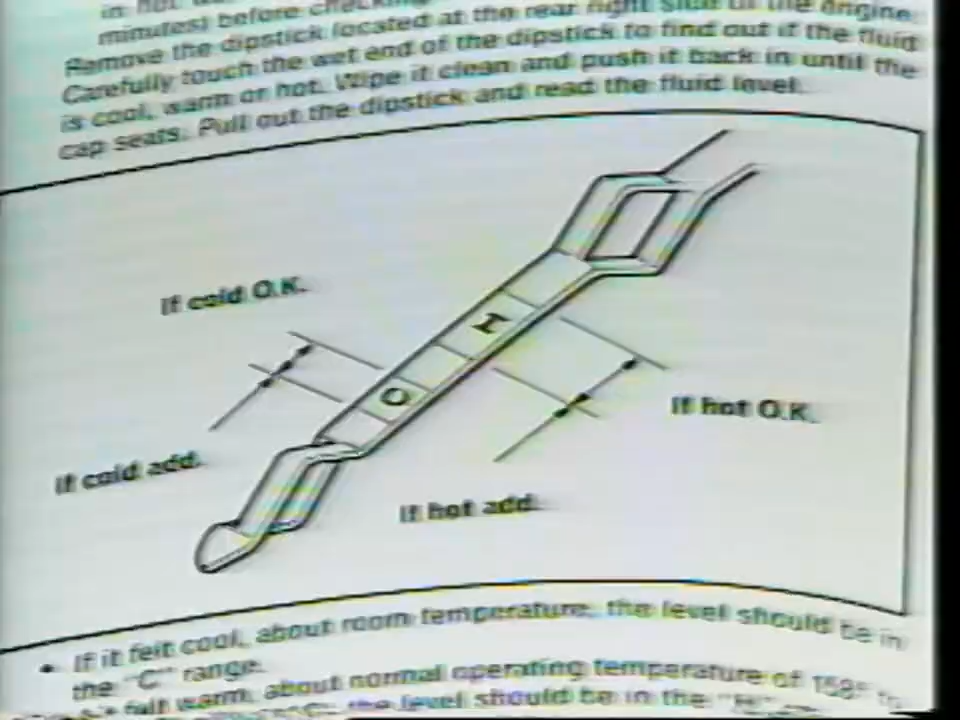 minutes) before checking
Remove the dipstick located at the rear right side of the engine.
Carefully touch the wet end of the dipstick to find out if the fluid
is cool, warm or hot. Wipe it clean and push it back in until the
cap seats. Pull out the dipstick and read the fluid level.
If cold O.K.
H
C
If hot O.K.
If cold add.
If hot add.
• If it felt cool, about room temperature, the level should be in
the "C" range.
felt warm, about normal operating temperature of 158°
the level should be in the "H"